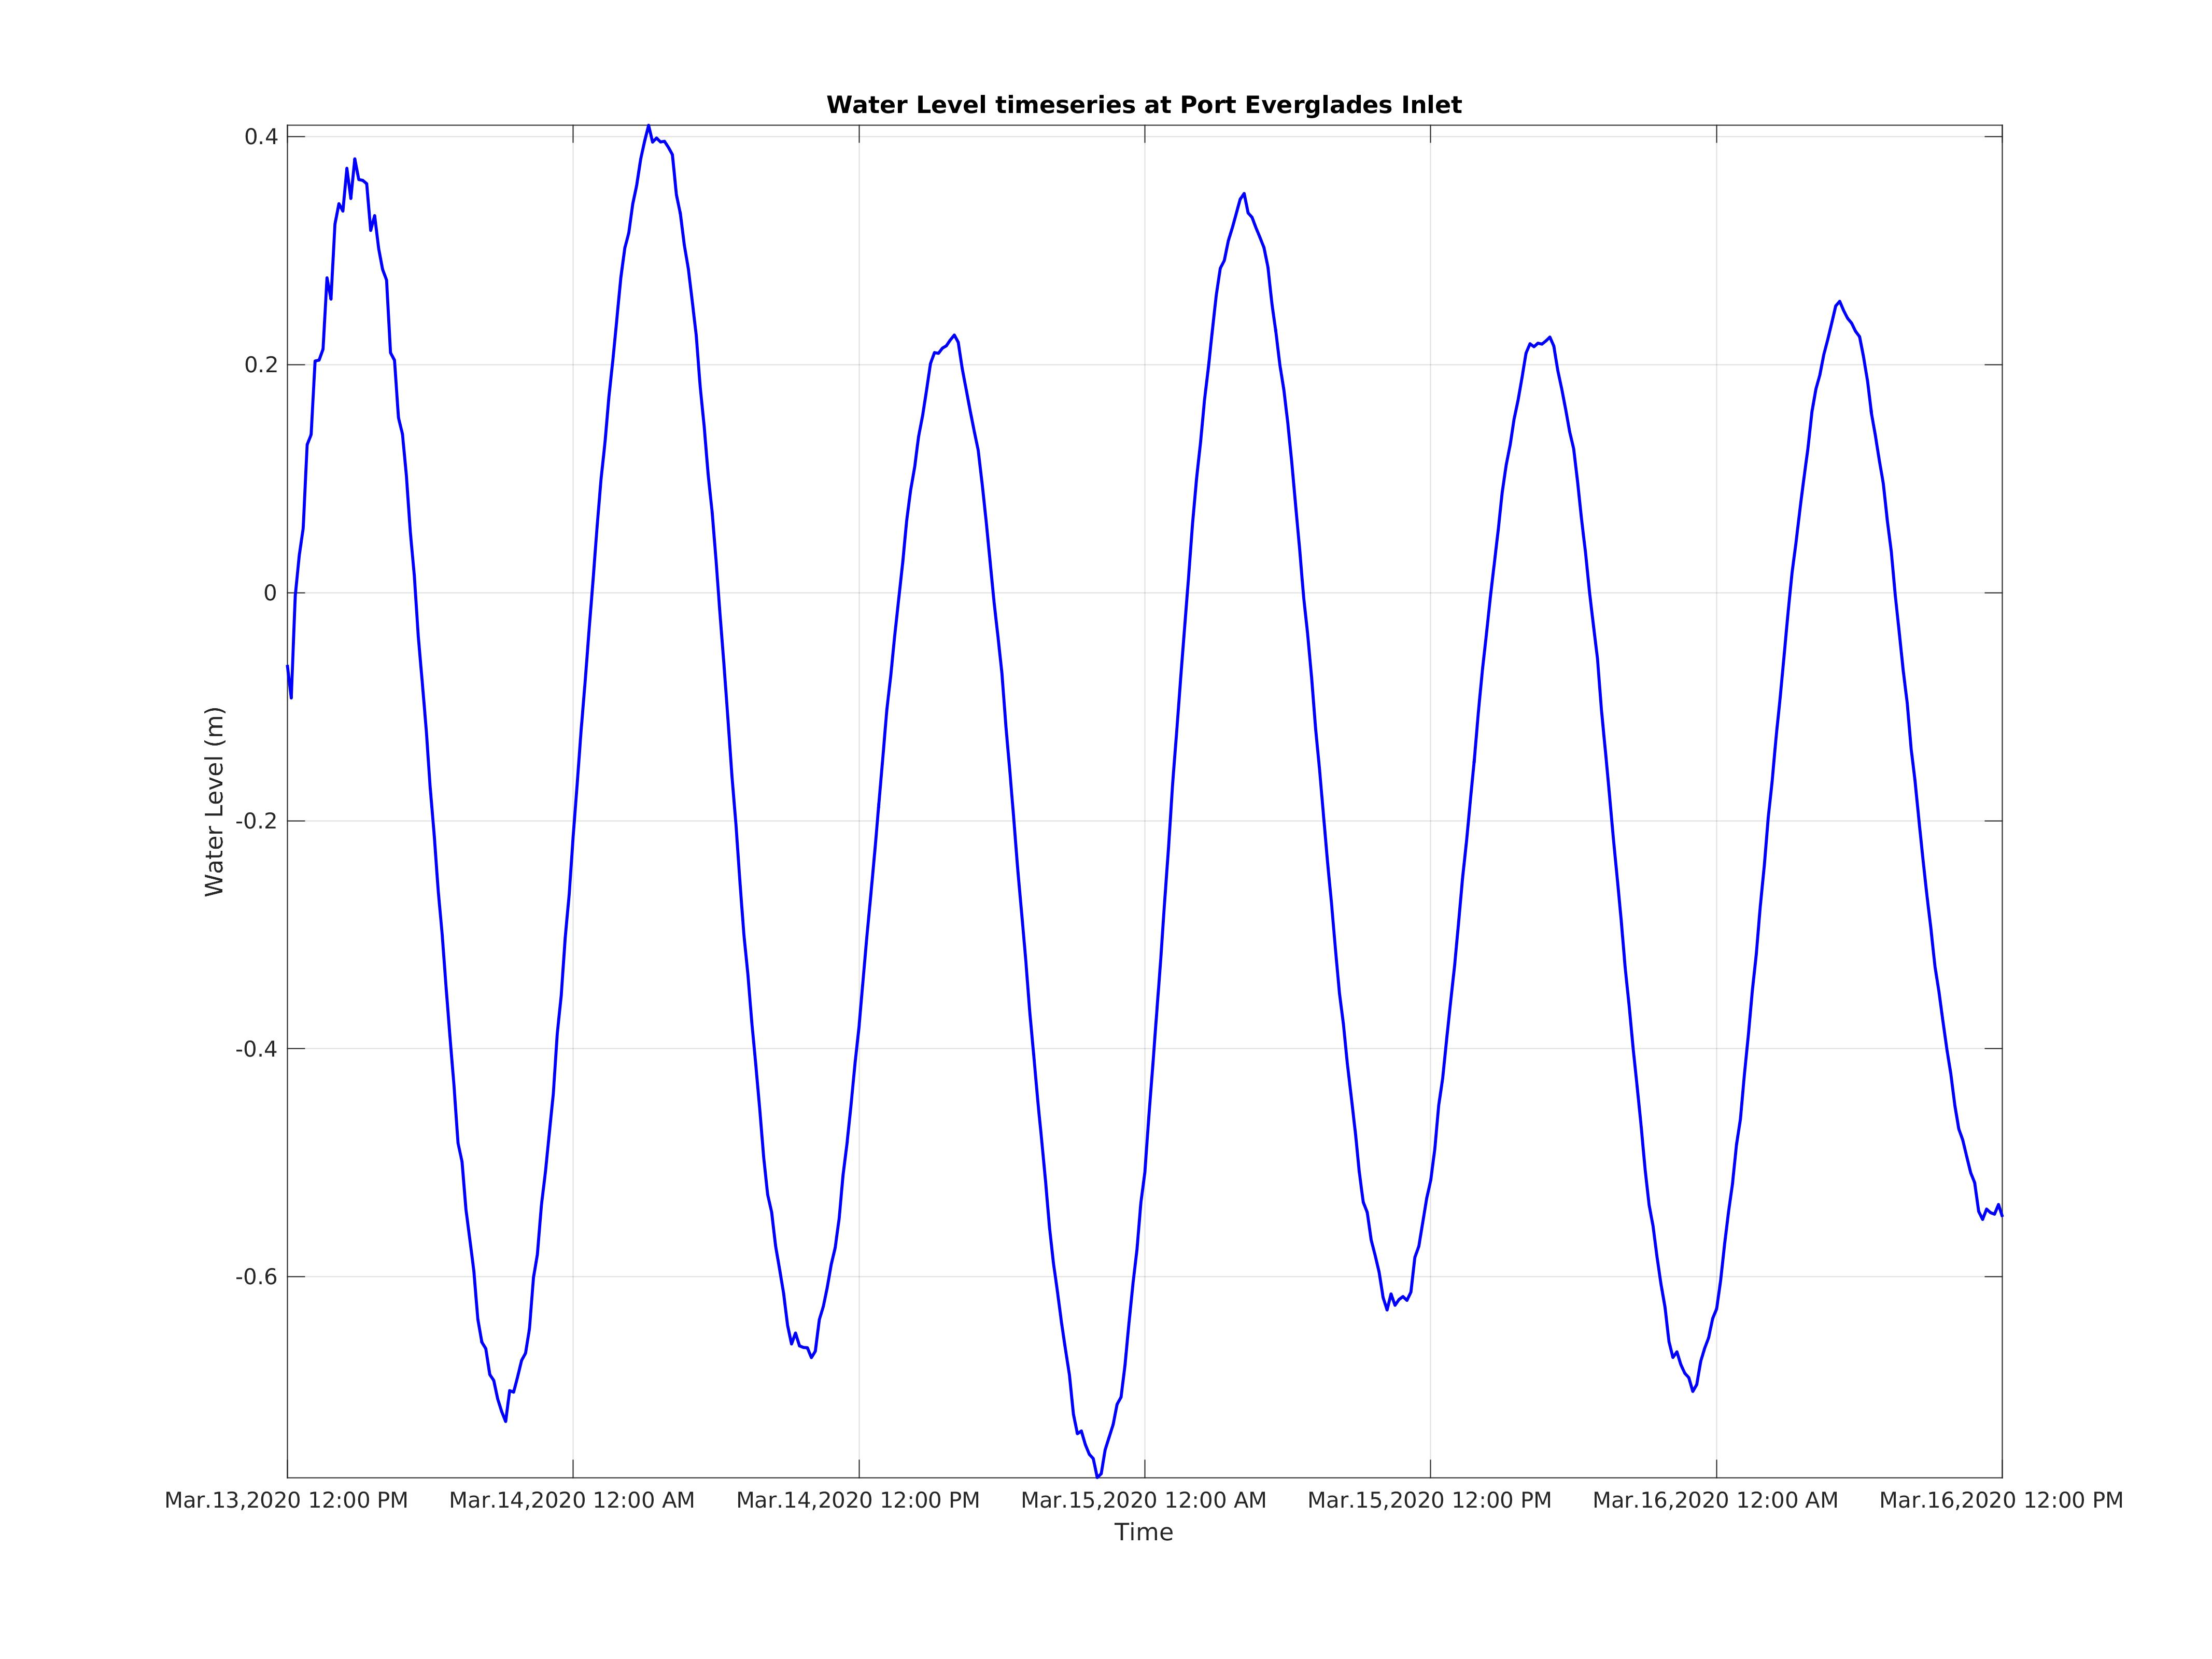 Water Level timeseries at Port Everglades Inlet
0.4
0.2
0
-0.2
-0.4
-0.6
Water Level (m)
Mar.13,2020 12:00 PM Mar.14,2020 12:00 AM Mar.14,2020 12:00 PM Mar.15,2020 12:00 AM Mar.15,2020 12:00 PM Mar.16,2020 12:00 AM Mar.16,2020 12:00 PM
Time